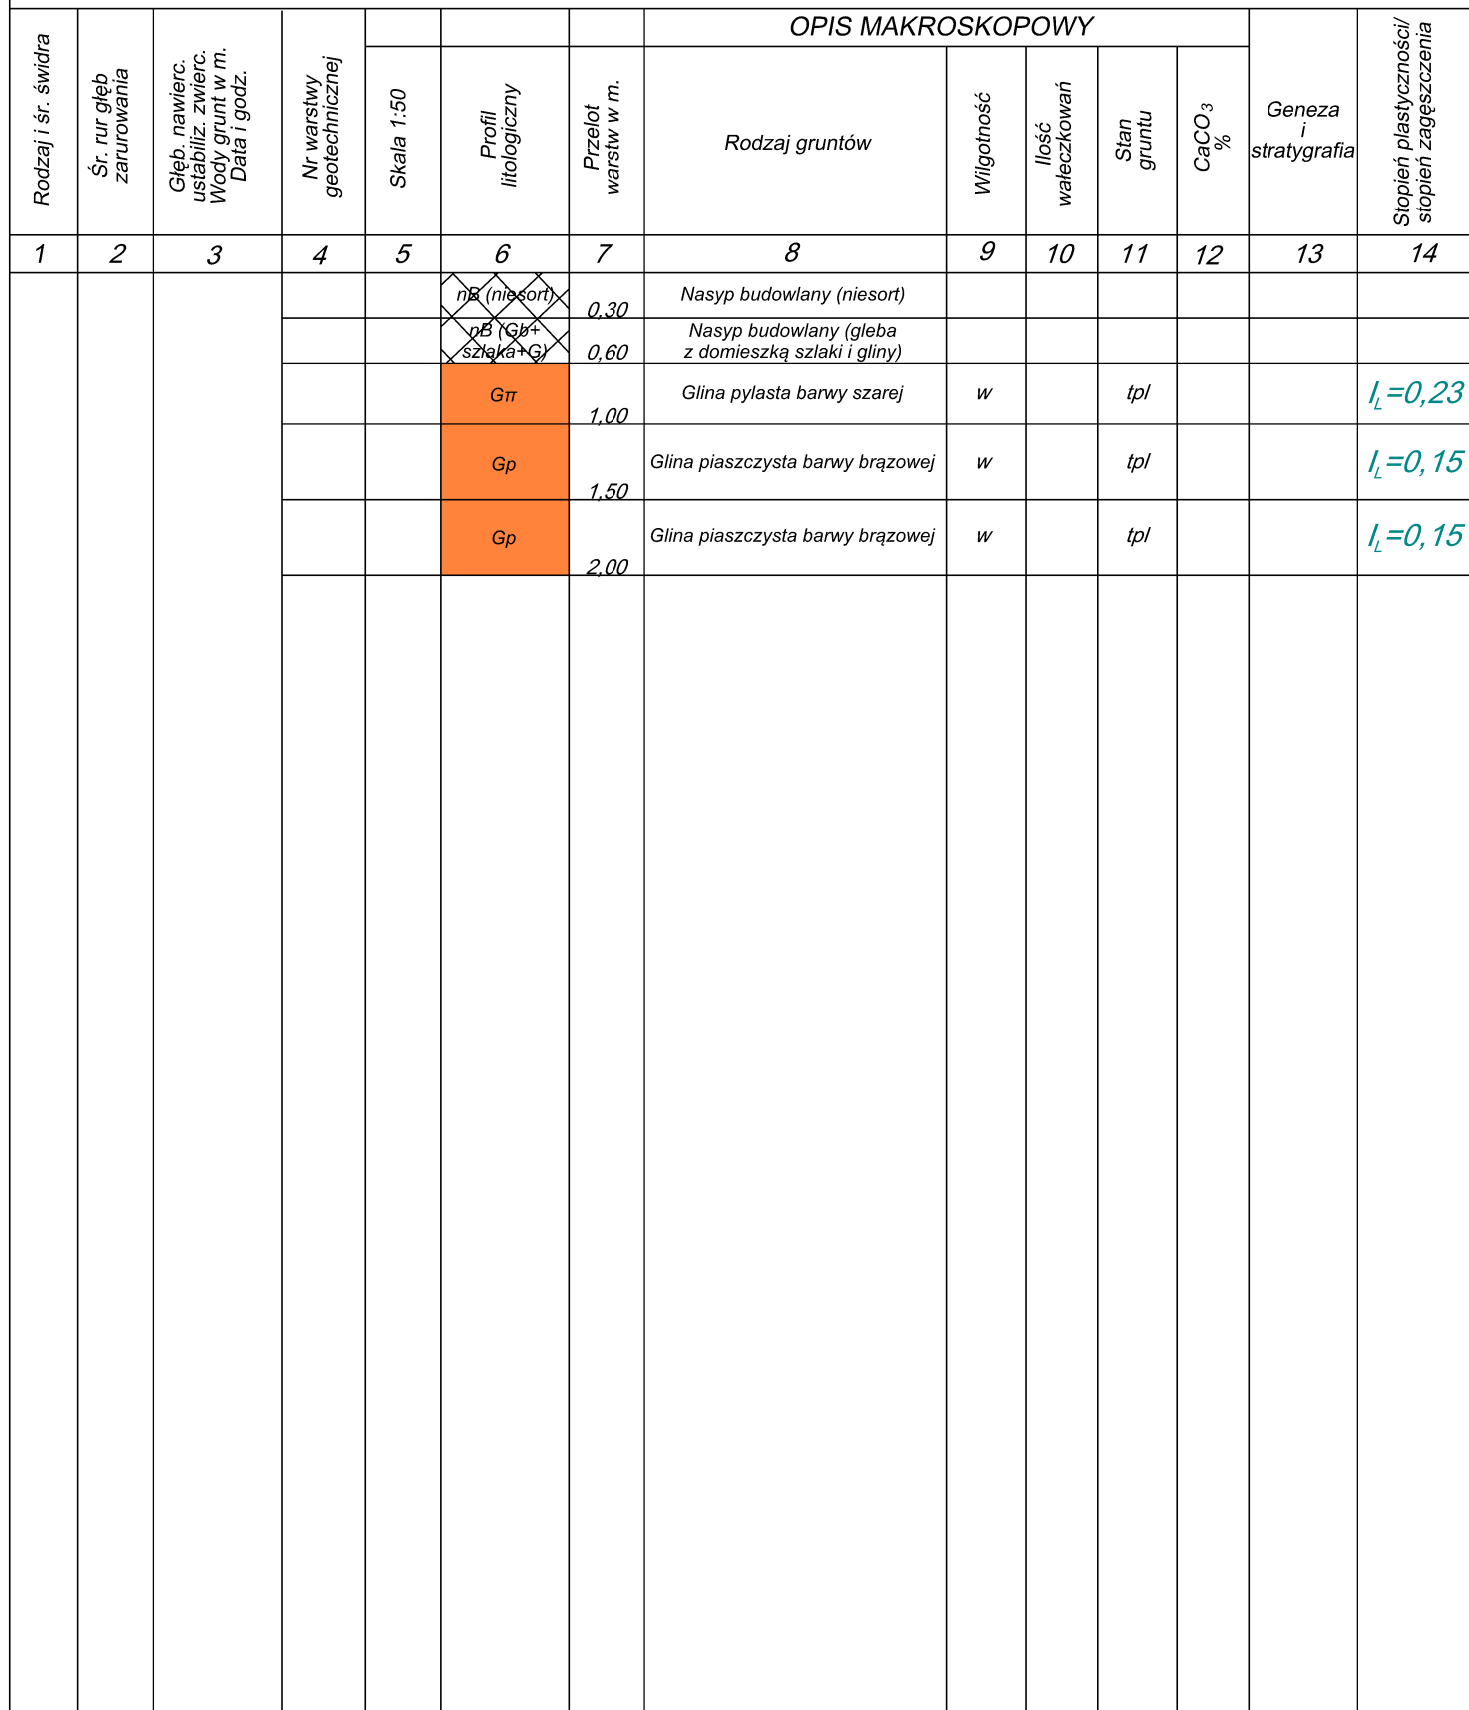 OPIS MAKROSKOPOWY
Rodzaj i śr. świdra
Śr. rur głęb
zarurowania
Głęb. nawierc.
ustabiliz. zwierc.
Wody grunt w m.
Data i godz.
Nr warstwy
geotechnicznej
Skala 1:50
Profil
litologiczny
Przelot
warstw w m.
Rodzaj gruntów
Wilgotność
Ilość
wałeczkowań
Stan
gruntu
CaCO3
%
Geneza
i
stratygrafia
Stopień plastyczności/
stopień zagęszczenia
1 2 3 4 5 6 7 8 9 10 11 12 13 14
nB (niesort) 0,30 Nasyp budowlany (niesort)
nB (Gb+
szlaka+G) 0,60 Nasyp budowlany (gleba
z domieszką szlaki i gliny)
Gπ 1,00 Glina pylasta barwy szarej w tpl IL=0,23
Gp 1,50 Glina piaszczysta barwy brązowej w tpl IL=0,15
Gp 2,00 Glina piaszczysta barwy brązowej w tpl IL=0,15